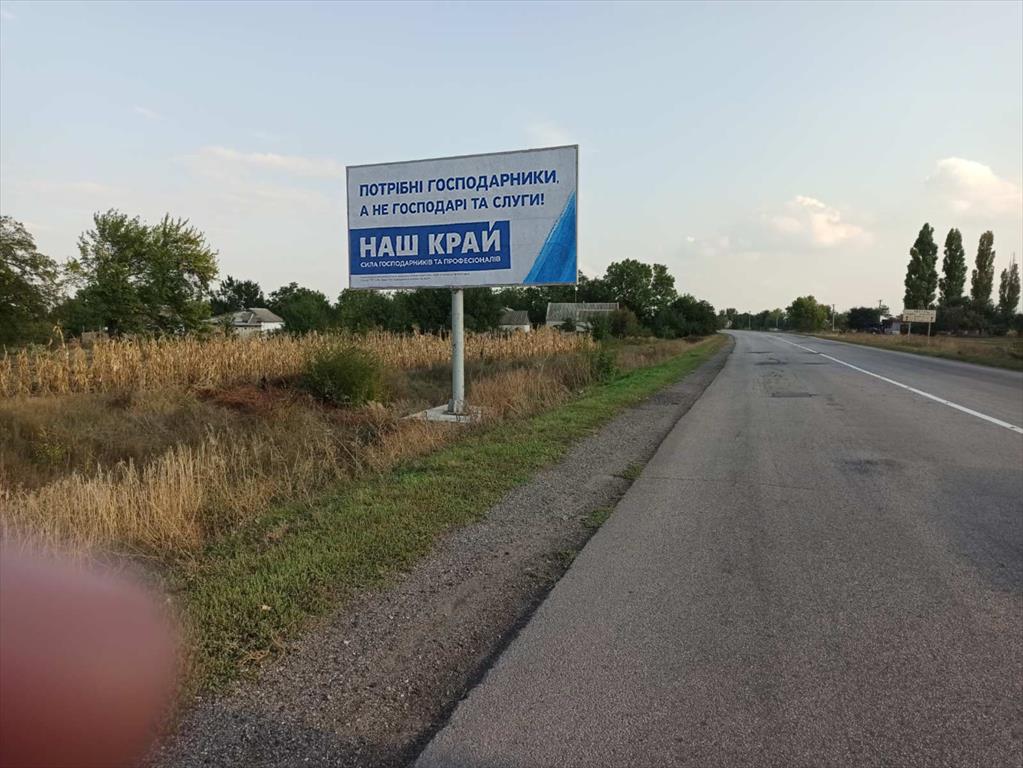 ПОТРІБНІ ГОСПОДАРНИКИ,
А НЕ ГОСПОДАРІ ТА СЛУГИ!
НАШ КРАЙ
СИЛА ГОСПОДАРНИКІВ ТА ПРОФЕСІОНАЛІВ